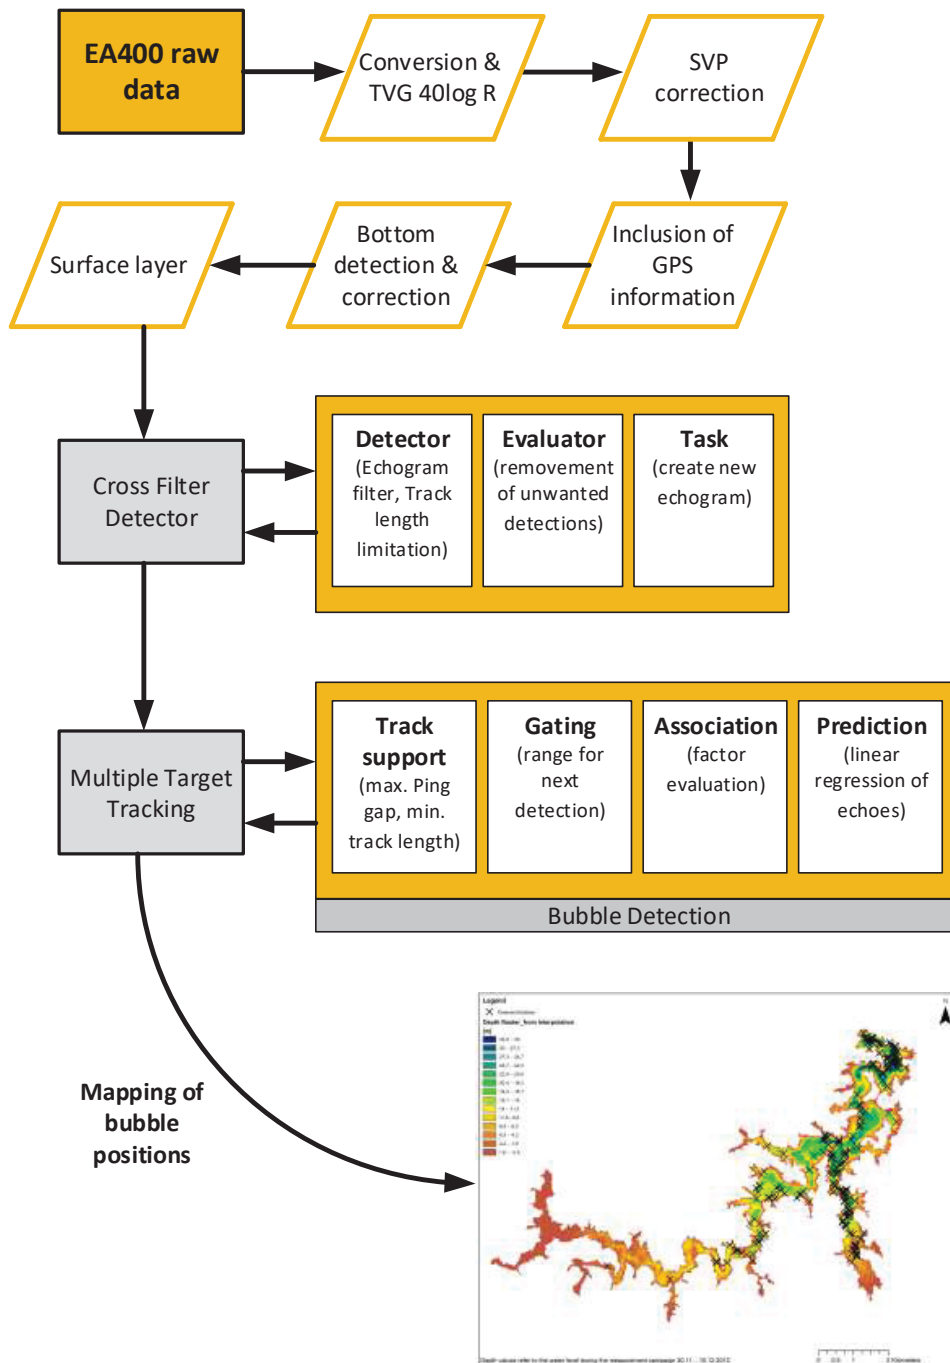 EA400 raw
data
Conversion &
TVG 40log R
SVP
correction
Surface layer
Bottom
detection &
correction
Inclusion of
GPS
information
Cross Filter
Detector
Detector
(Echogram
filter, Track
length
limitation)
Evaluator
(removement
of unwanted
detections)
Task
(create new
echogram)
Multiple Target
Tracking
Track
support
(max. Ping
gap, min.
track length)
Gating
(range for
next
detection)
Association
(factor
evaluation)
Prediction
(linear
regression of
echoes)
Bubble Detection
Mapping of
bubble
positions
Legend